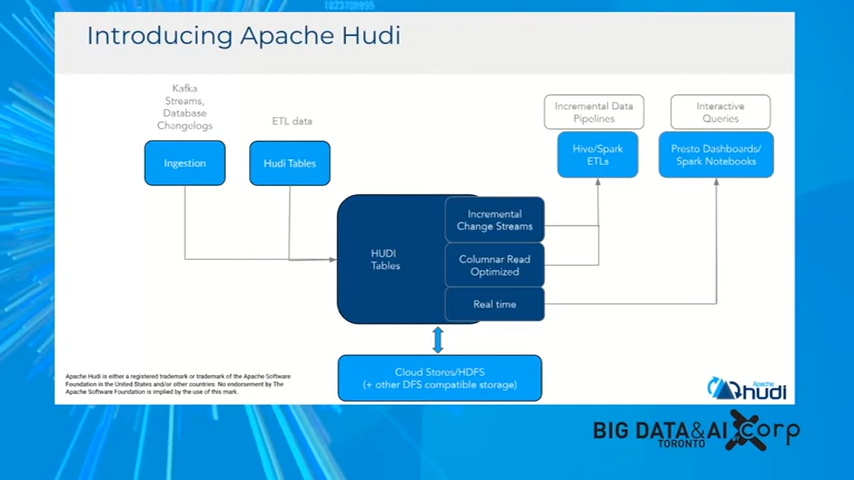 Introducing Apache Hudi
Kafka
Streams,
Database
Changelogs
ETL data
Incremental Data
Pipelines
Interactive
Queries
Ingestion
Hudi Tables
Hive/Spark
ETLs
Presto Dashboards/
Spark Notebooks
HUDI
Tables
Incremental
Change Streams
Columnar Read
Optimized
Real time
Cloud Stores/HDFS
(+ other DFS compatible storage)
Apache Hudi is either a registered trademark or trademark of the Apache Software
Foundation in the United States and/or other countries. No endorsement by The
Apache Software Foundation is implied by the use of this mark.
Apache
hudi
BIG DATA&AI
TORONTO
corp